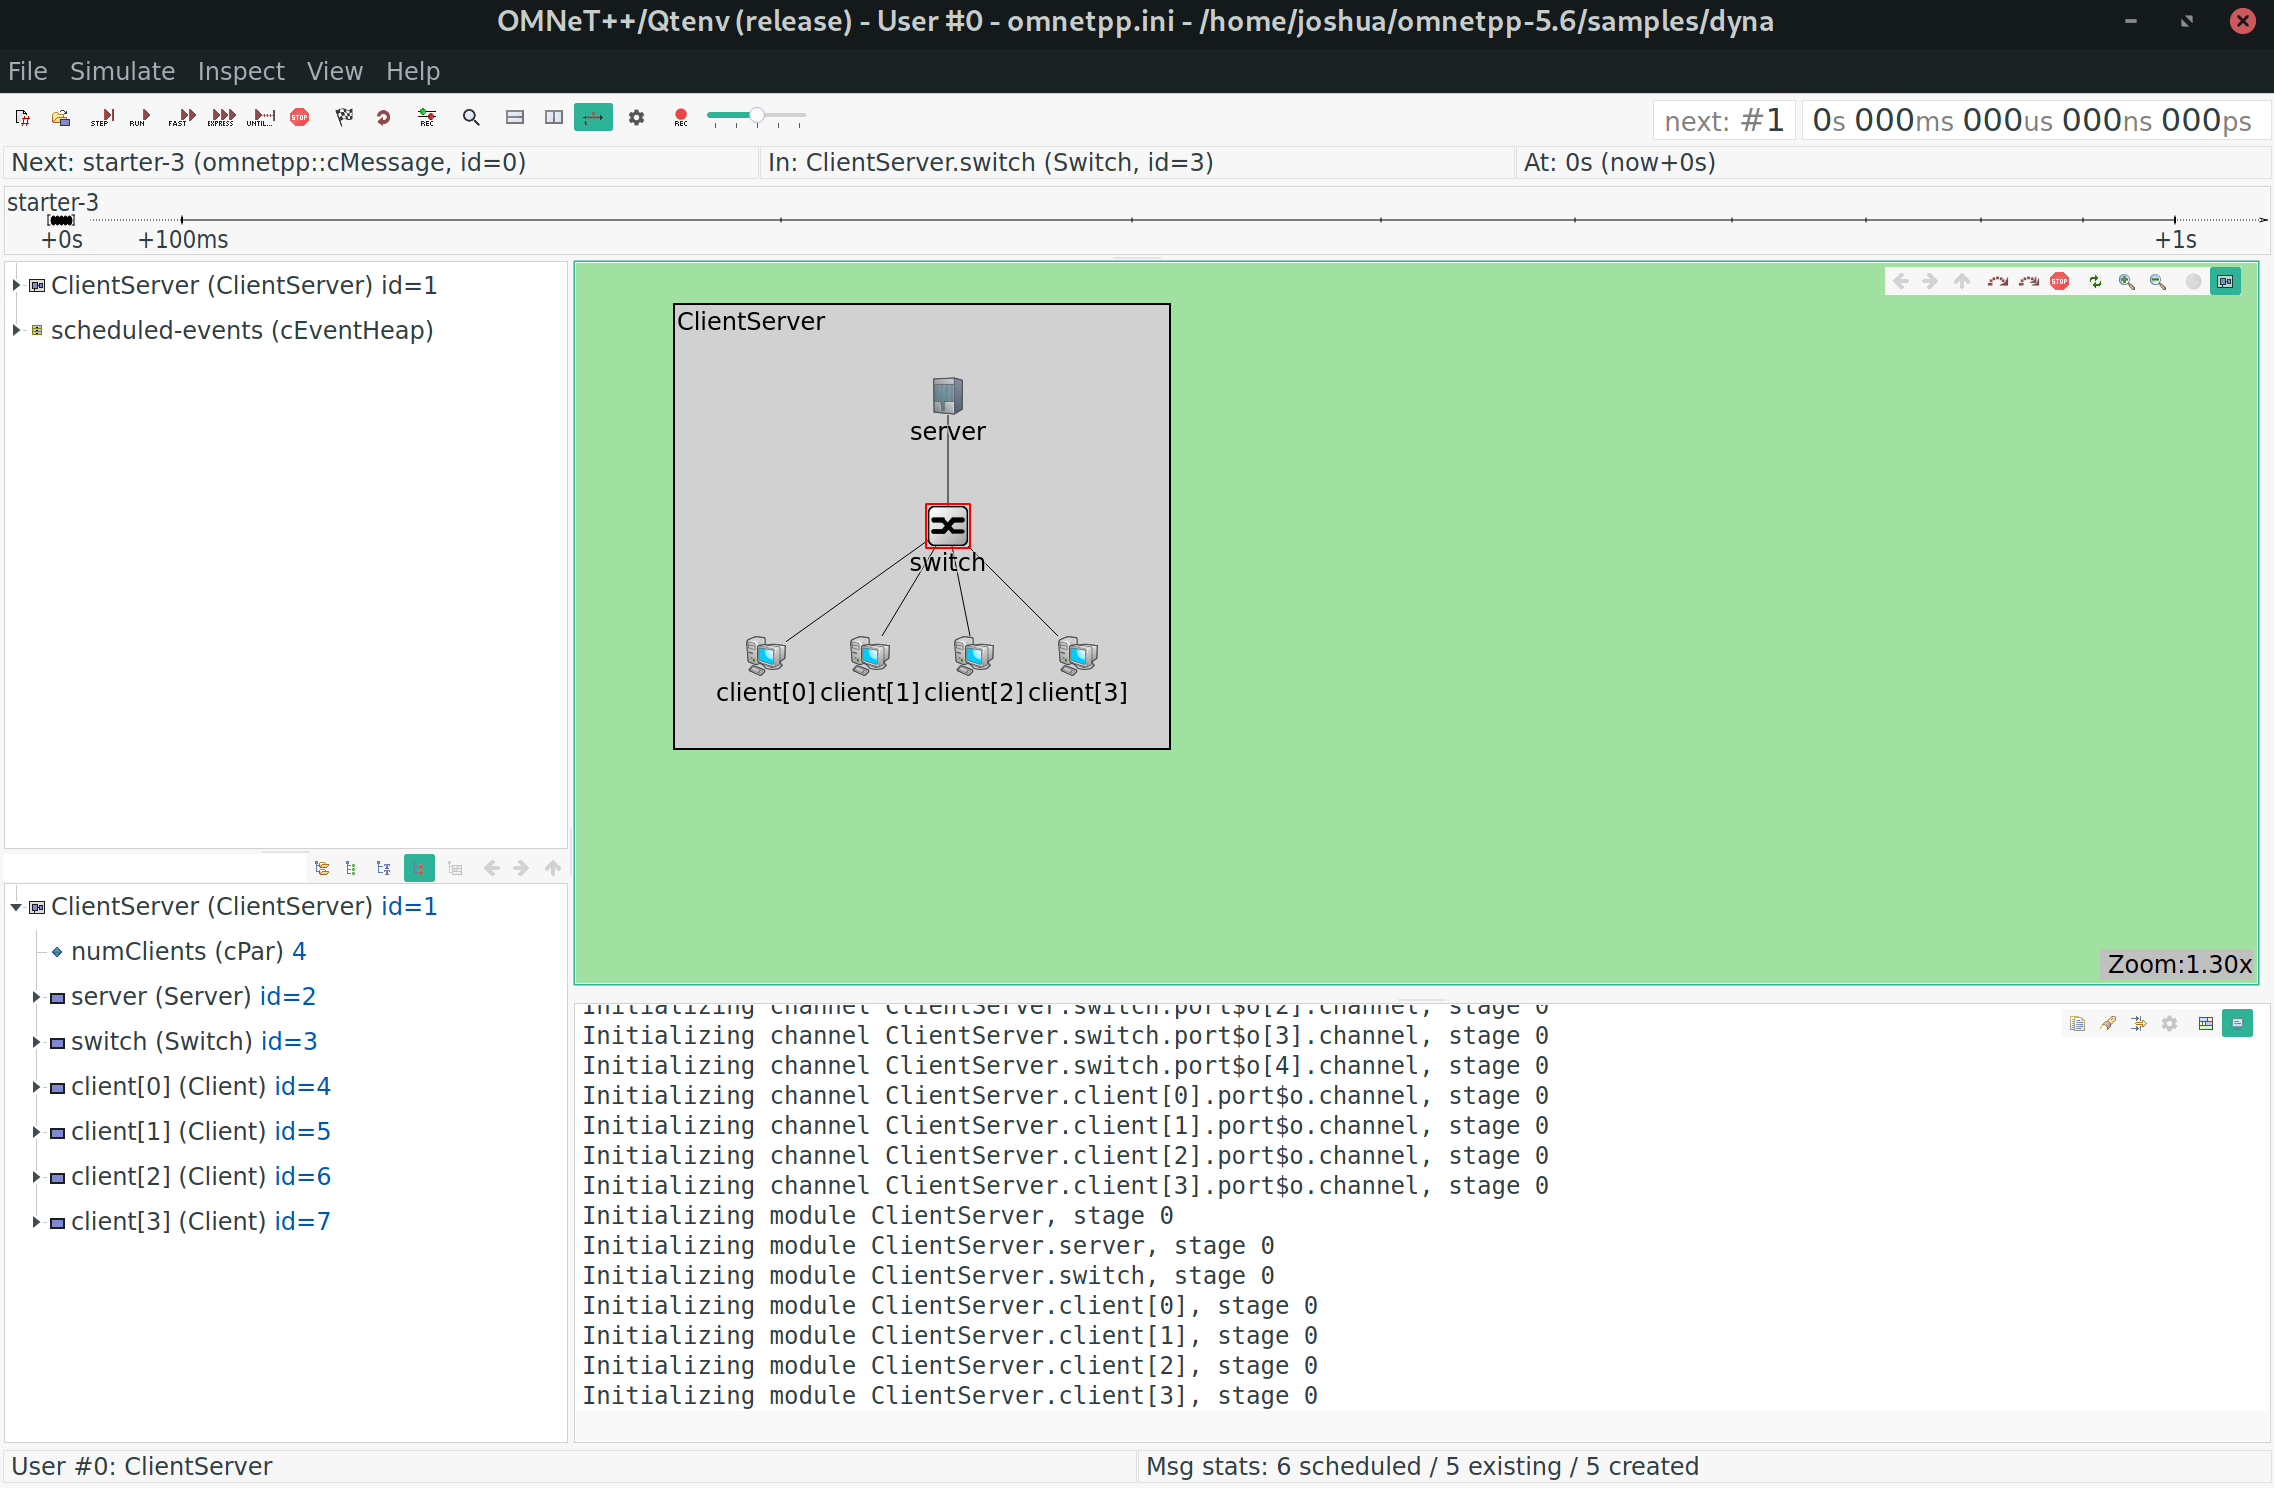 OMNeT++/Qtenv (release) - User #0 - omnetpp.ini - /home/joshua/omnetpp-5.6/samples/dyna
File Simulate Inspect View Help
STEP RUN FAST EXPRESS UNTIL... STOP REC REC next: #1 0s 000ms 000us 000ns 000ps
Next: starter-3 (omnetpp::cMessage, id=0) In: ClientServer.switch (Switch, id=3) At: 0s (now+0s)
starter-3
+0s +100ms +1s
ClientServer (ClientServer) id=1
scheduled-events (cEventHeap)
STOP
ClientServer
server
switch
client[0] client[1] client[2] client[3]
Zoom:1.30x
ClientServer (ClientServer) id=1
numClients (cPar) 4
server (Server) id=2
switch (Switch) id=3
client[0] (Client) id=4
client[1] (Client) id=5
client[2] (Client) id=6
client[3] (Client) id=7
Initializing channel ClientServer.switch.port$o[2].channel, stage 0
Initializing channel ClientServer.switch.port$o[3].channel, stage 0
Initializing channel ClientServer.switch.port$o[4].channel, stage 0
Initializing channel ClientServer.client[0].port$o.channel, stage 0
Initializing channel ClientServer.client[1].port$o.channel, stage 0
Initializing channel ClientServer.client[2].port$o.channel, stage 0
Initializing channel ClientServer.client[3].port$o.channel, stage 0
Initializing module ClientServer, stage 0
Initializing module ClientServer.server, stage 0
Initializing module ClientServer.switch, stage 0
Initializing module ClientServer.client[0], stage 0
Initializing module ClientServer.client[1], stage 0
Initializing module ClientServer.client[2], stage 0
Initializing module ClientServer.client[3], stage 0
User #0: ClientServer Msg stats: 6 scheduled / 5 existing / 5 created